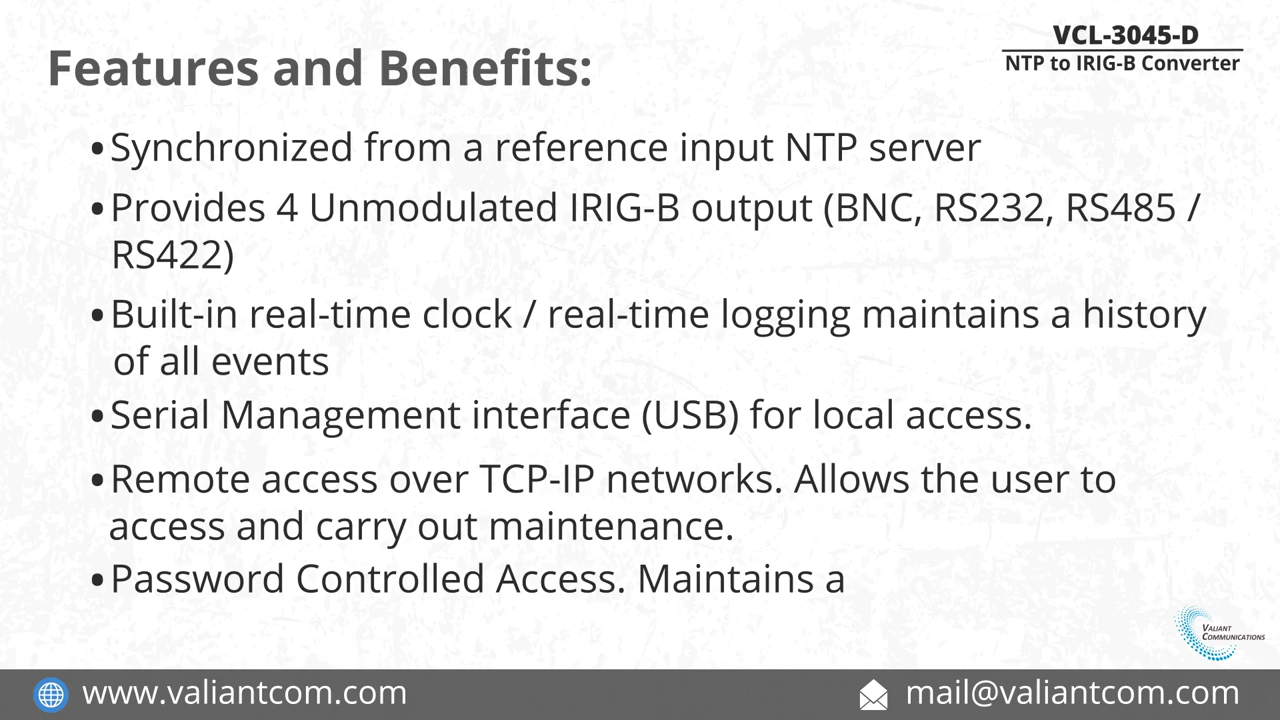 VCL-3045-D
NTP to IRIG-B Converter
Features and Benefits:
•Synchronized from a reference input NTP server
•Provides 4 Unmodulated IRIG-B output (BNC, RS232, RS485 /
RS422)
•Built-in real-time clock / real-time logging maintains a history
of all events
•Serial Management interface (USB) for local access.
•Remote access over TCP-IP networks. Allows the user to
access and carry out maintenance.
•Password Controlled Access. Maintains a
VALIANT
COMMUNICATIONS
www.valiantcom.com
mail@valiantcom.com